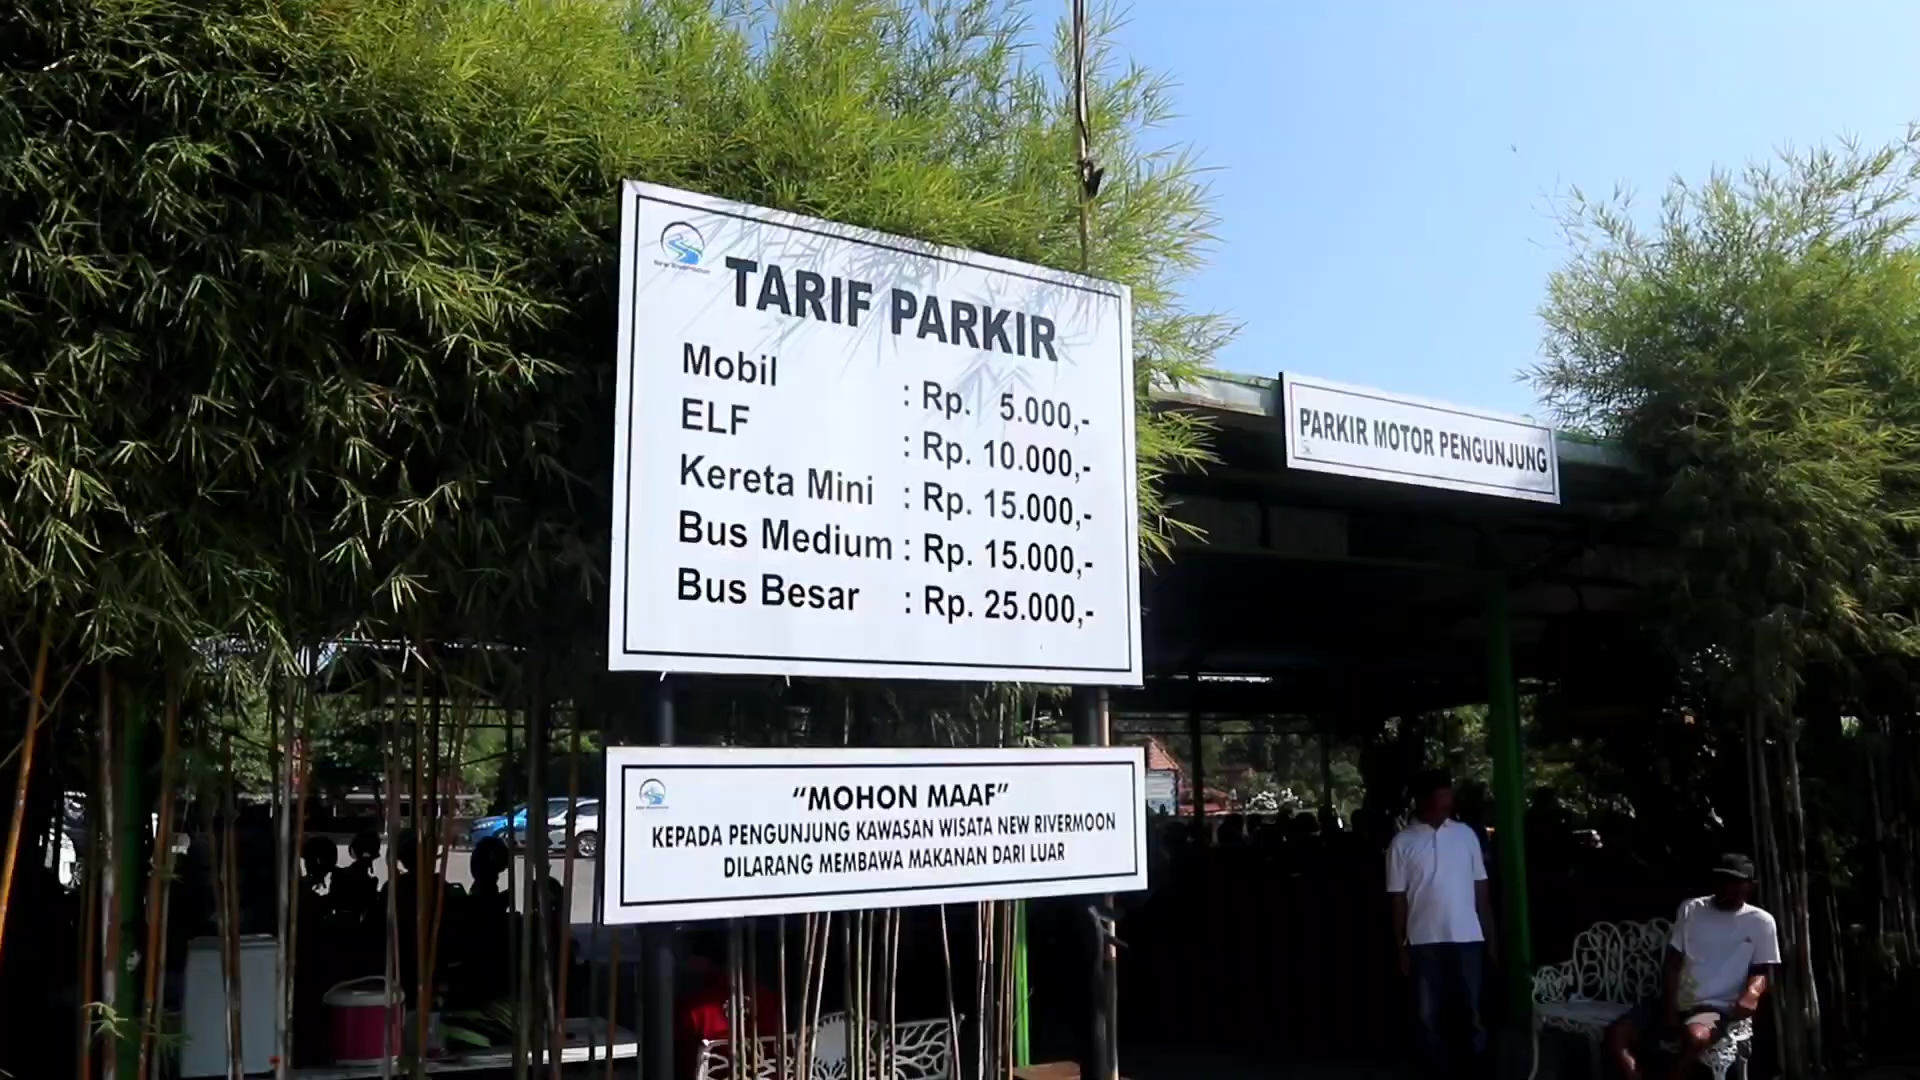 New Rivermoon
TARIF PARKIR
Mobil : Rp. 5.000,-
ELF : Rp. 10.000,-
Kereta Mini : Rp. 15.000,-
Bus Medium : Rp. 15.000,-
Bus Besar : Rp. 25.000,-
PARKIR MOTOR PENGUNJUNG
“MOHON MAAF”
KEPADA PENGUNJUNG KAWASAN WISATA NEW RIVERMOON
DILARANG MEMBAWA MAKANAN DARI LUAR